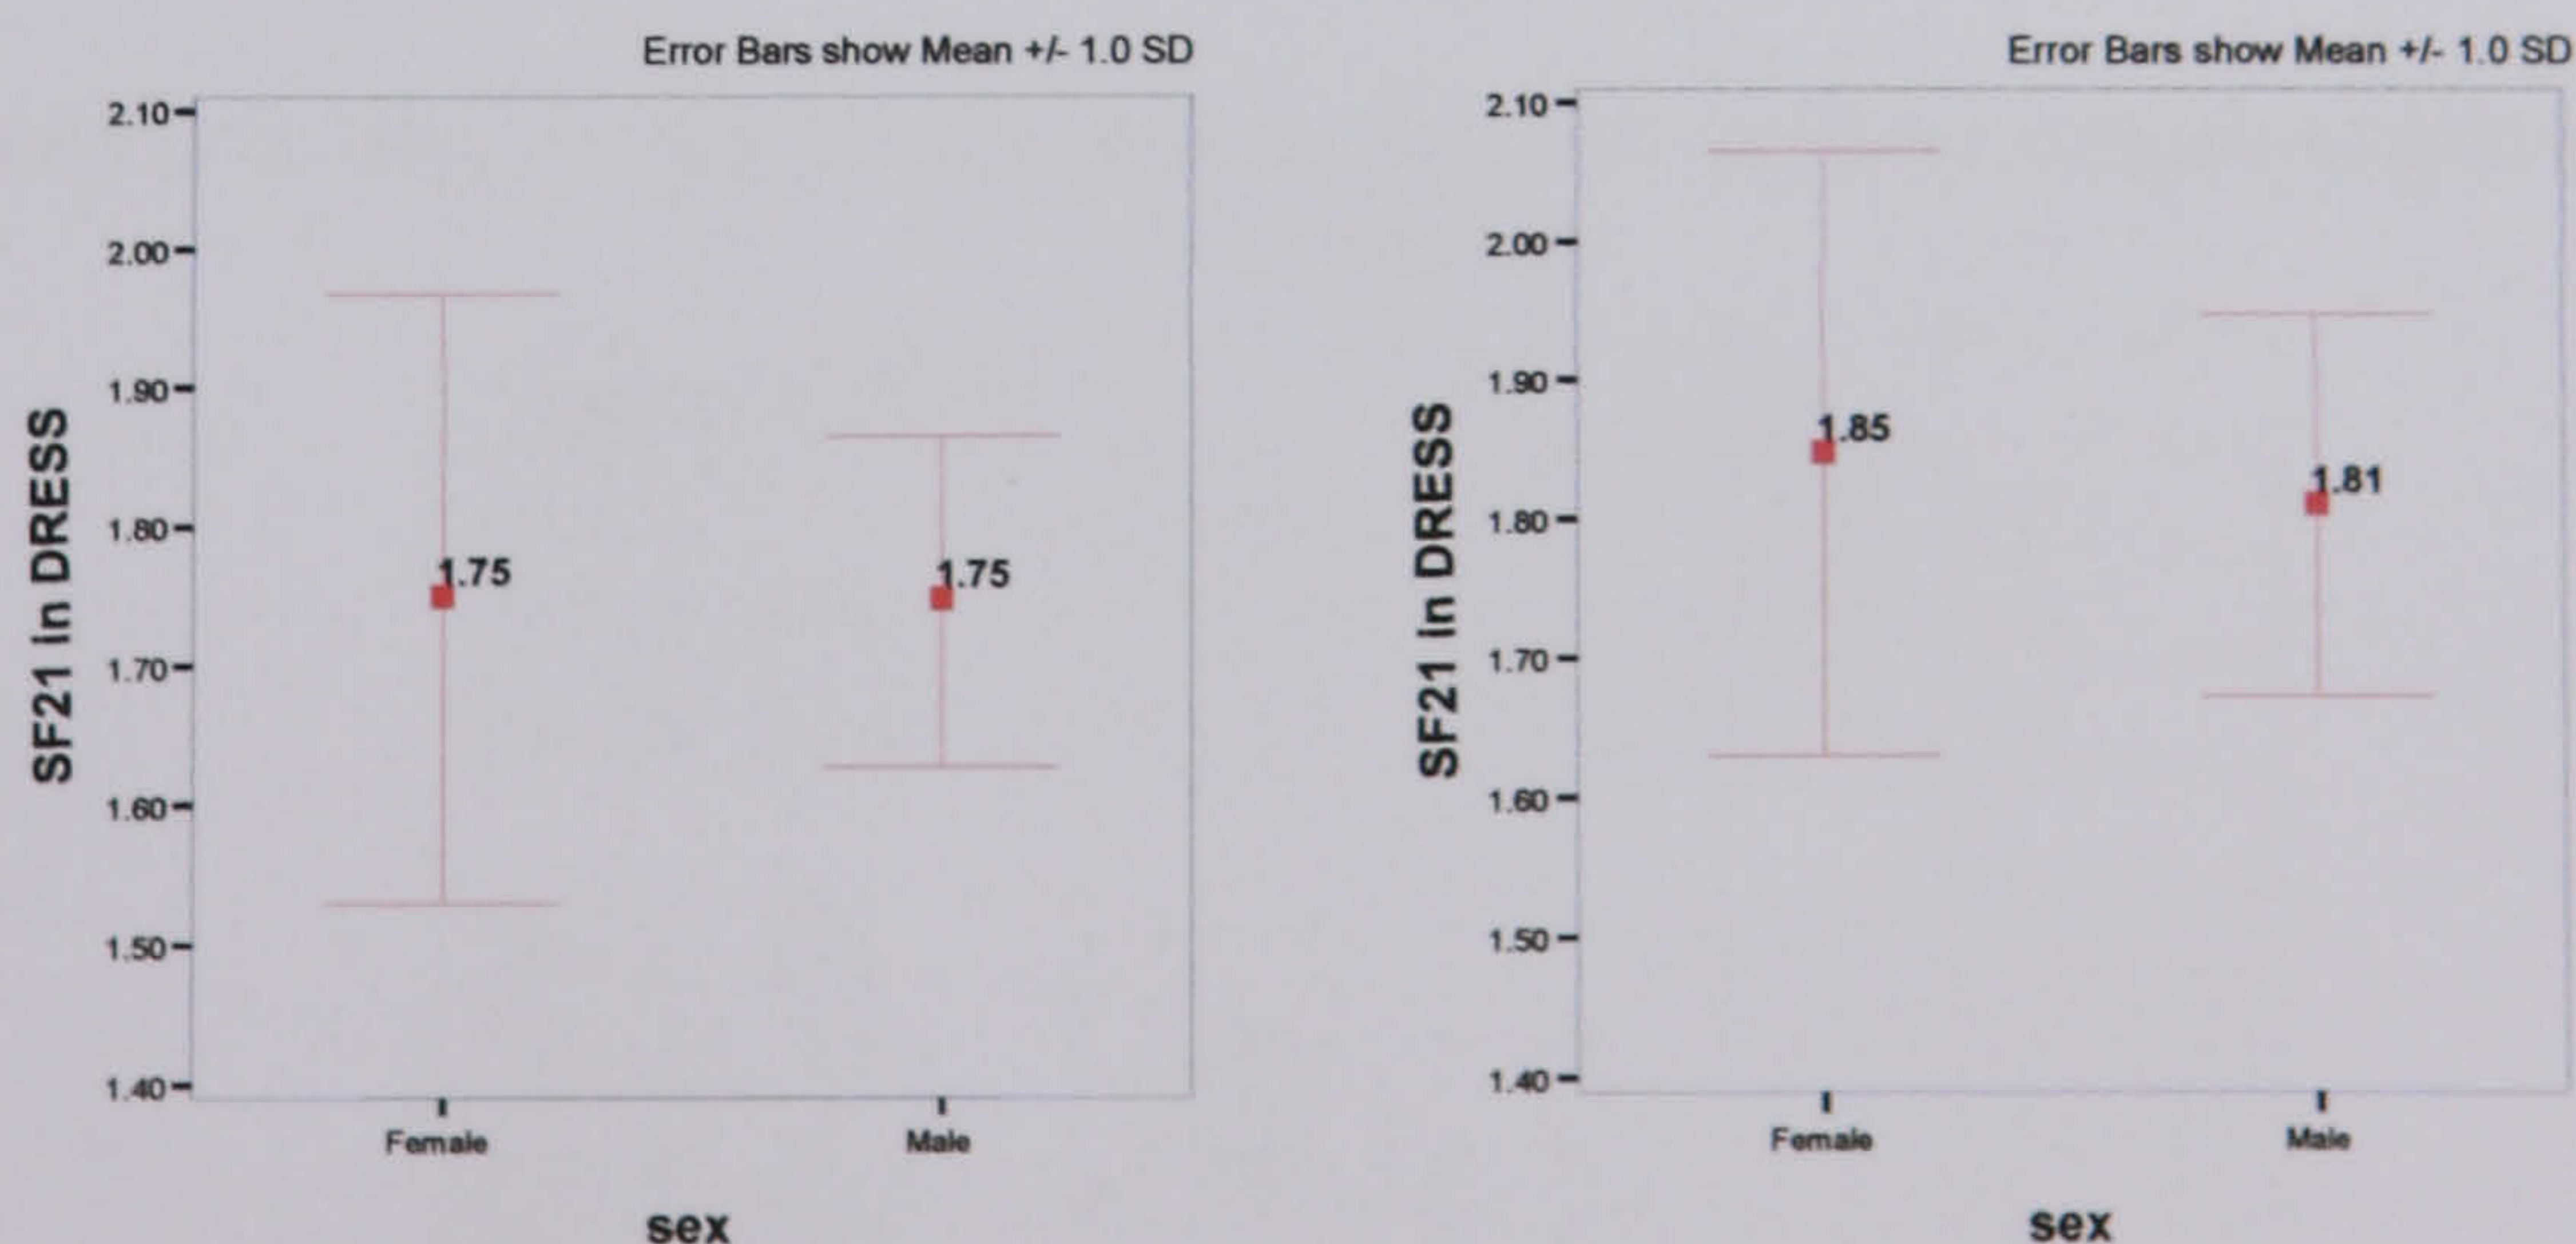 Error Bars show Mean +/- 1.0 SD
2.10
2.00
1.90
1.80
1.70
1.60
1.50
1.40
SF21 in DRESS
1.75
1.75
Female
Male
sex
Error Bars show Mean +/- 1.0 SD
2.10
2.00
1.90
1.80
1.70
1.60
1.50
1.40
SF21 in DRESS
1.85
1.81
Female
Male
sex